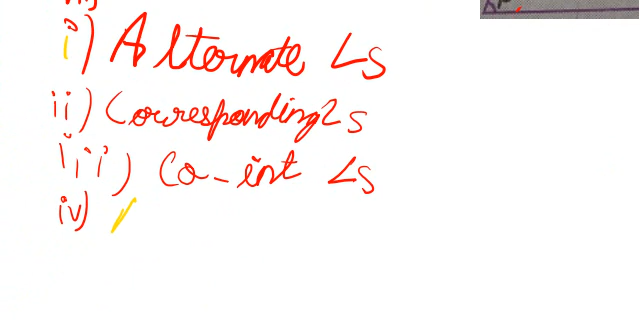 i) Alternate ∠s
ii) Corresponding ∠s
iii) Co-int ∠s
iv)